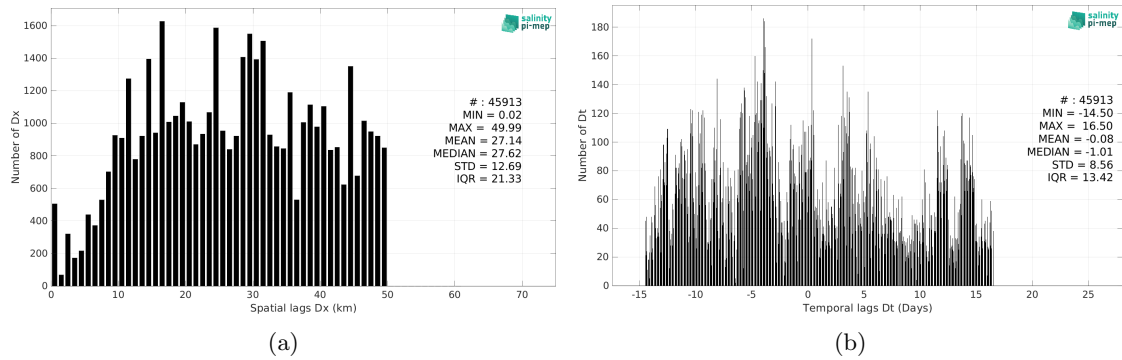 salinity
pi-mep
Number of Dx
1600
1400
1200
1000
800
600
400
200
0
# : 45913
MIN = 0.02
MAX = 49.99
MEAN = 27.14
MEDIAN = 27.62
STD = 12.69
IQR = 21.33
0 10 20 30 40 50 60 70
Spatial lags Dx (km)
(a)
salinity
pi-mep
Number of Dt
180
160
140
120
100
80
60
40
20
0
# : 45913
MIN = -14.50
MAX = 16.50
MEAN = -0.08
MEDIAN = -1.01
STD = 8.56
IQR = 13.42
-15 -10 -5 0 5 10 15 20 25
Temporal lags Dt (Days)
(b)